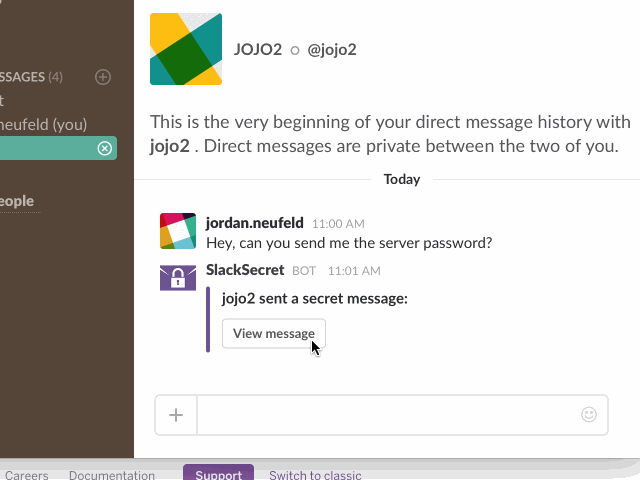 JOJO2 @jojo2
SSAGES (4)
t
neufeld (you)
eople
This is the very beginning of your direct message history with
jojo2 . Direct messages are private between the two of you.
Today
jordan.neufeld 11:00 AM
Hey, can you send me the server password?
SlackSecret BOT 11:01 AM
jojo2 sent a secret message:
View message
Careers Documentation Support Switch to classic